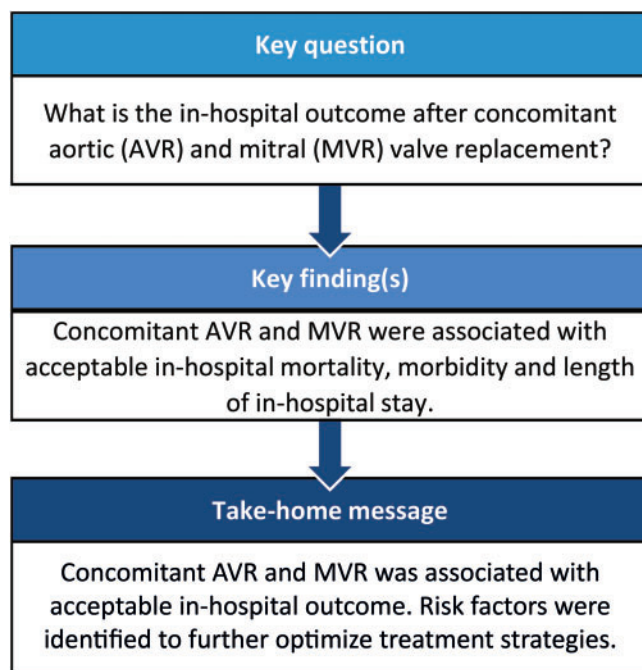 Key question
What is the in-hospital outcome after concomitant
aortic (AVR) and mitral (MVR) valve replacement?
Key finding(s)
Concomitant AVR and MVR were associated with
acceptable in-hospital mortality, morbidity and length
of in-hospital stay.
Take-home message
Concomitant AVR and MVR was associated with
acceptable in-hospital outcome. Risk factors were
identified to further optimize treatment strategies.